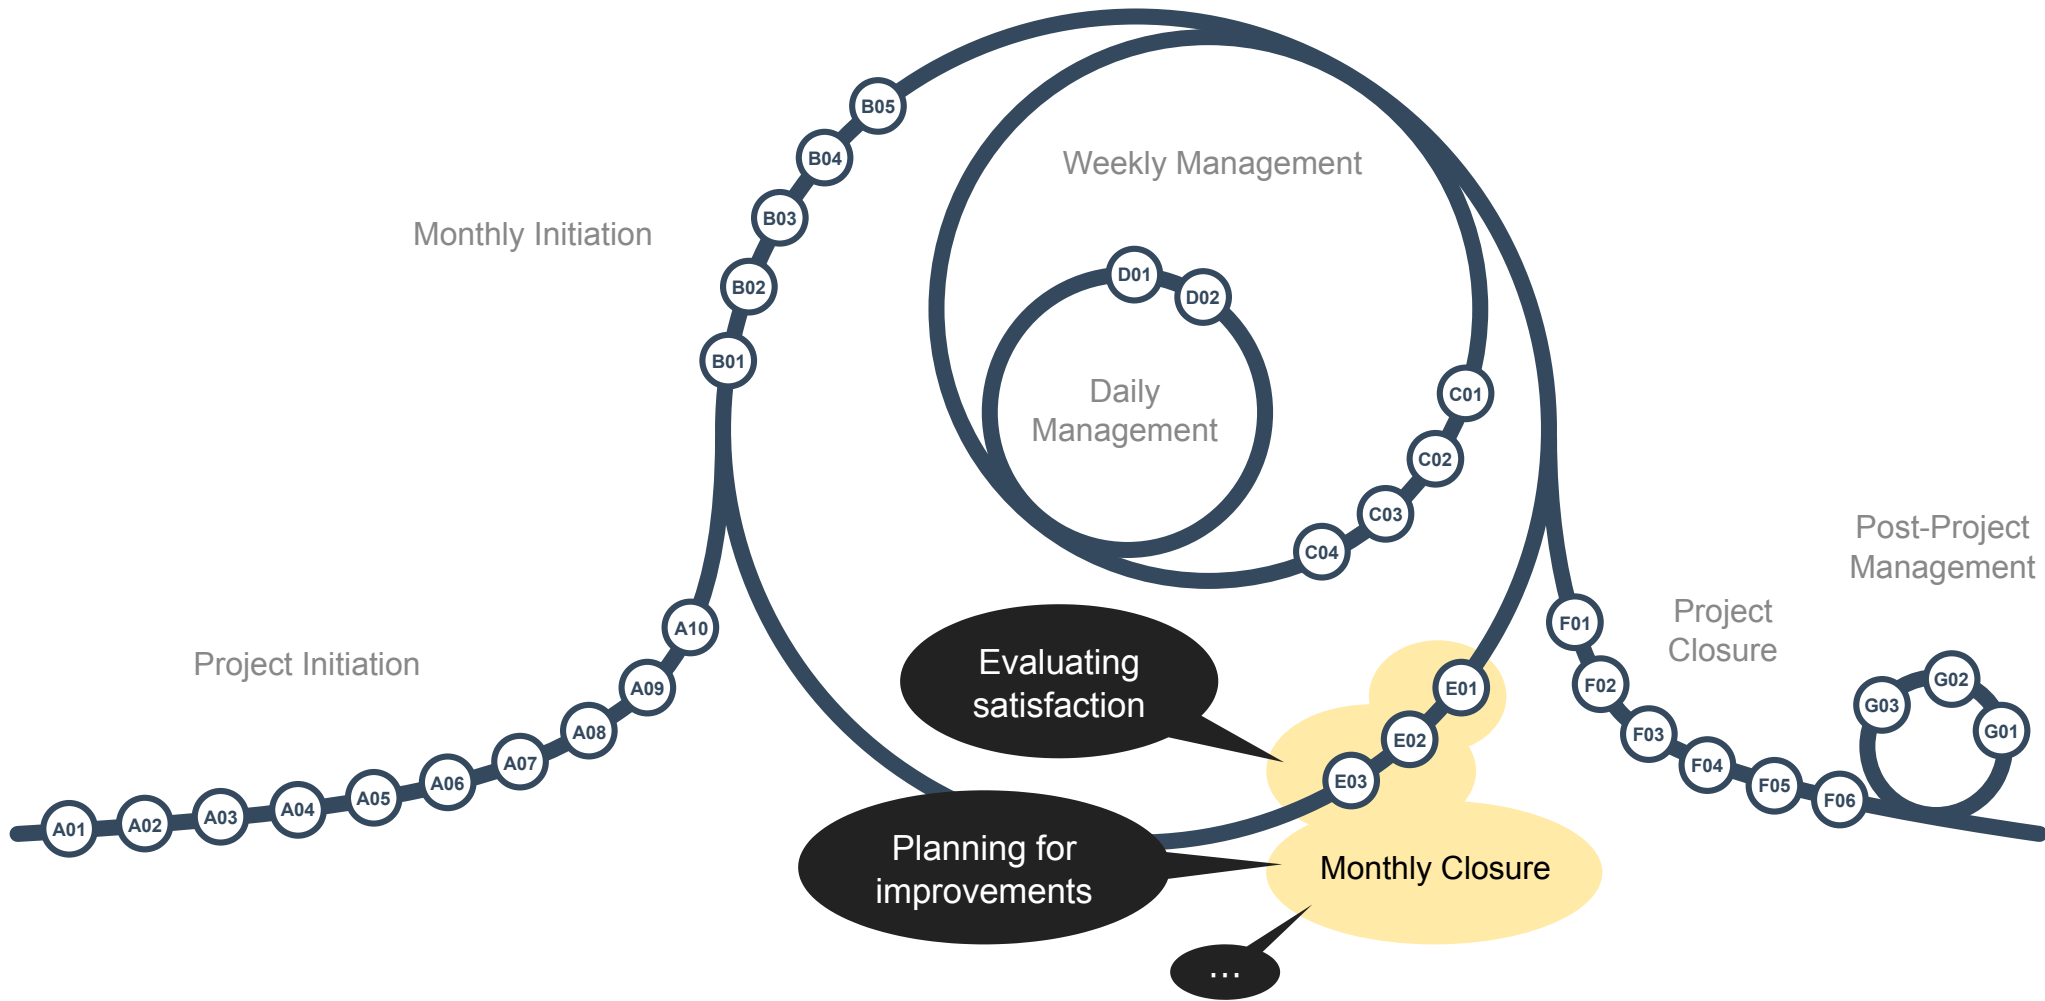 Project Initiation
A01
A02
A03
A04
A05
A06
A07
A08
A09
A10
Monthly Initiation
B01
B02
B03
B04
B05
Weekly Management
C01
C02
C03
C04
Daily
Management
D01
D02
Evaluating
satisfaction
Planning for
improvements
...
Monthly Closure
E01
E02
E03
Project
Closure
F01
F02
F03
F04
F05
F06
Post-Project
Management
G01
G02
G03